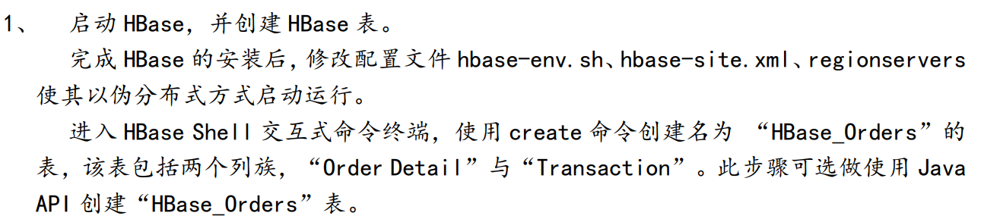 1、 启动 HBase，并创建 HBase 表。
完成 HBase 的安装后，修改配置文件 hbase-env.sh、hbase-site.xml、regionservers
使其以伪分布式方式启动运行。
进入 HBase Shell 交互式命令终端，使用 create 命令创建名为 “HBase_Orders”的
表，该表包括两个列族，“Order Detail”与“Transaction”。此步骤可选做使用 Java
API 创建“HBase_Orders”表。